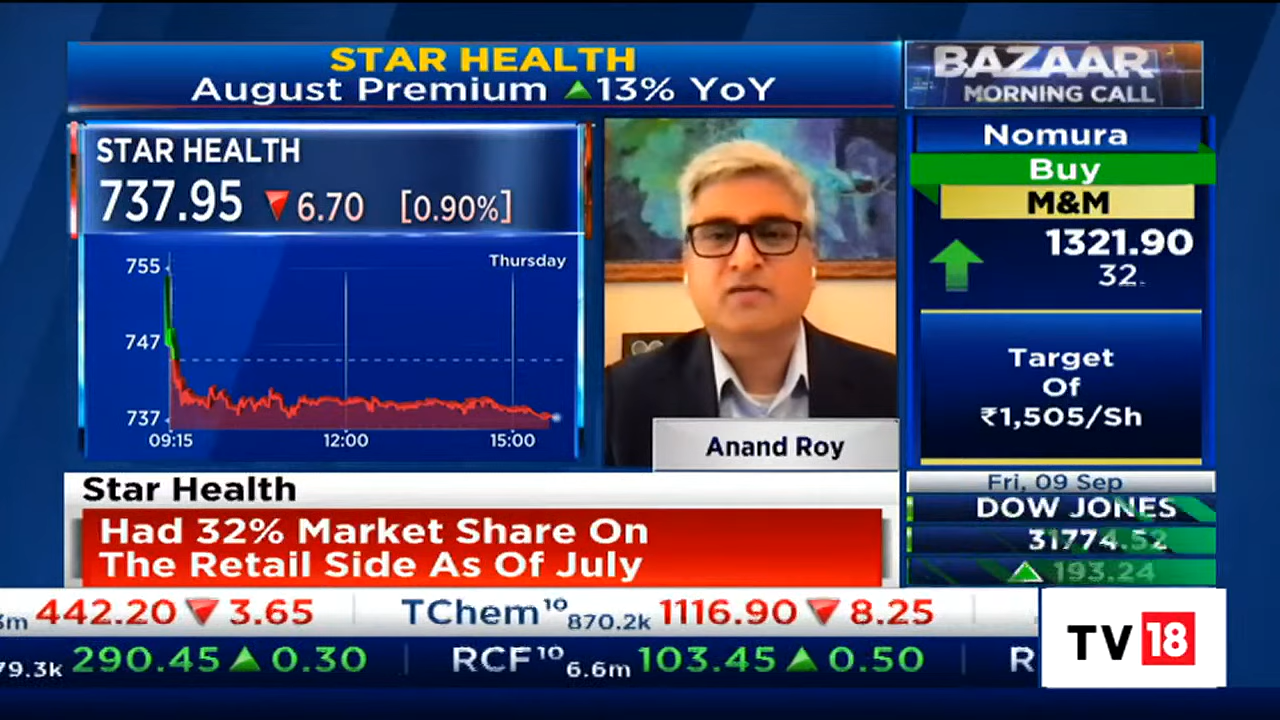 STAR HEALTH
August Premium ▲13% YoY
BAZAAR
MORNING CALL
STAR HEALTH
737.95 ▼6.70 [0.90%]
Thursday
755
747
737
09:15 12:00 15:00
Anand Roy
Nomura
Buy
M&M
1321.90
32
Target
Of
₹1,505/Sh
Fri, 09 Sep
DOW JONES
31774.52
▲ 193.24
Star Health
Had 32% Market Share On
The Retail Side As Of July
m 442.20 ▼ 3.65 TChem¹⁰ 870.2k 1116.90 ▼ 8.25
79.3k 290.45 ▲ 0.30 RCF¹⁰ 6.6m 103.45 ▲ 0.50 R
TV18